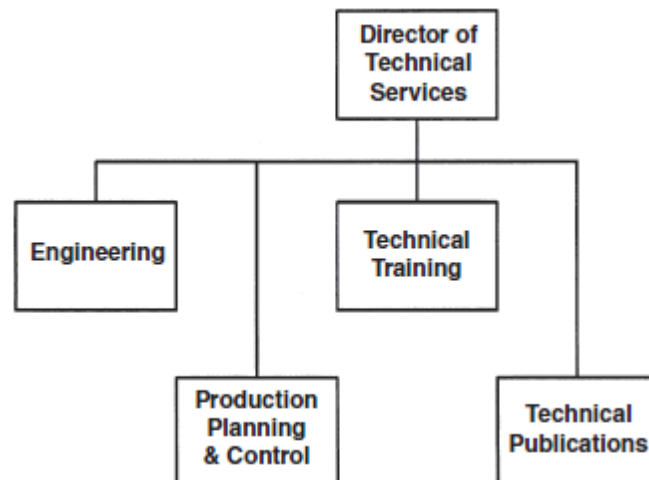 Director of
Technical
Services
Engineering
Technical
Training
Production
Planning
& Control
Technical
Publications